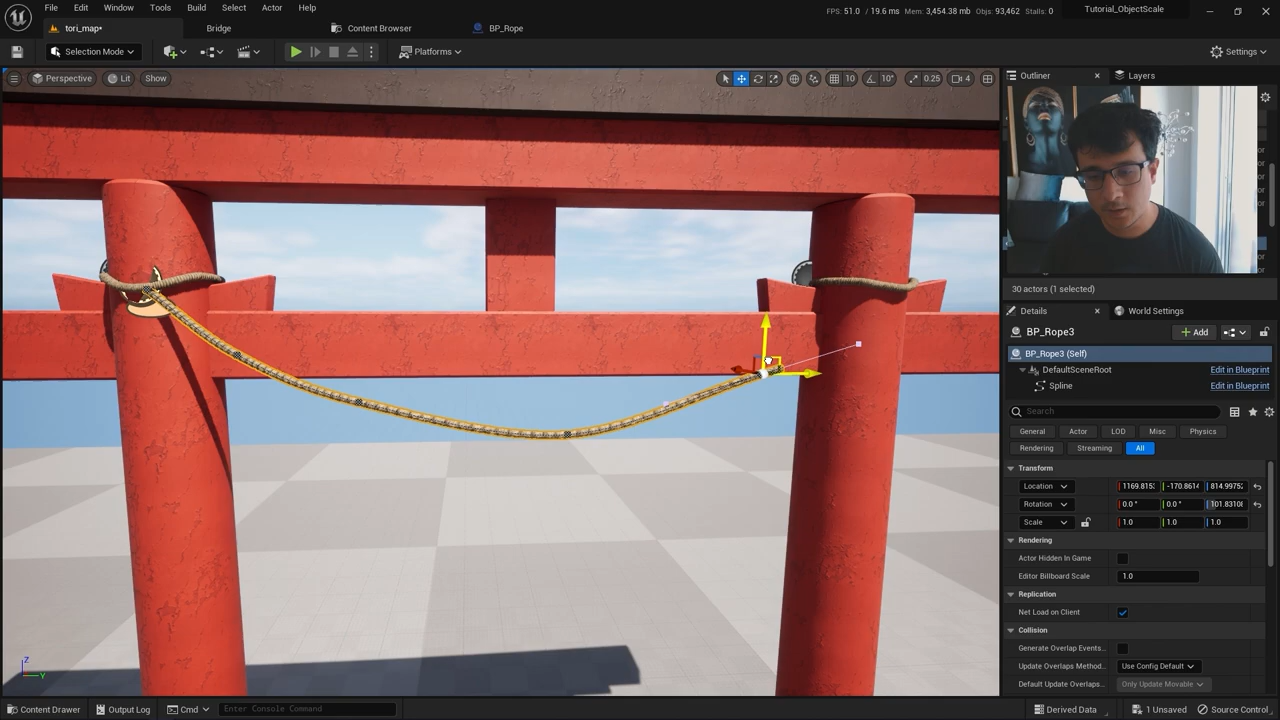 File Edit Window Tools Build Select Actor Help
FPS: 51.0 / 19.6 ms Mem: 3,454.38 mb Objs: 93,462 Stalls: 0
Tutorial_ObjectScale
tori_map*
Bridge
Content Browser
BP_Rope
Selection Mode
Platforms
Settings
Perspective
Lit
Show
10
10°
0.25
4
Outliner
Layers
30 actors (1 selected)
Details
World Settings
BP_Rope3
Add
BP_Rope3 (Self)
DefaultSceneRoot
Edit in Blueprint
Spline
Edit in Blueprint
Search
General
Actor
LOD
Misc
Physics
Rendering
Streaming
All
Transform
Location
1169.815
-170.8614
814.9975
Rotation
0.0 °
0.0 °
101.8310
Scale
1.0
1.0
1.0
Rendering
Actor Hidden In Game
Editor Billboard Scale
1.0
Replication
Net Load on Client
Collision
Generate Overlap Events...
Update Overlaps Method...
Use Config Default
Default Update Overlaps...
Only Update Movable
Z
Y
Content Drawer
Output Log
Cmd
Enter Console Command
Derived Data
1 Unsaved
Source Control